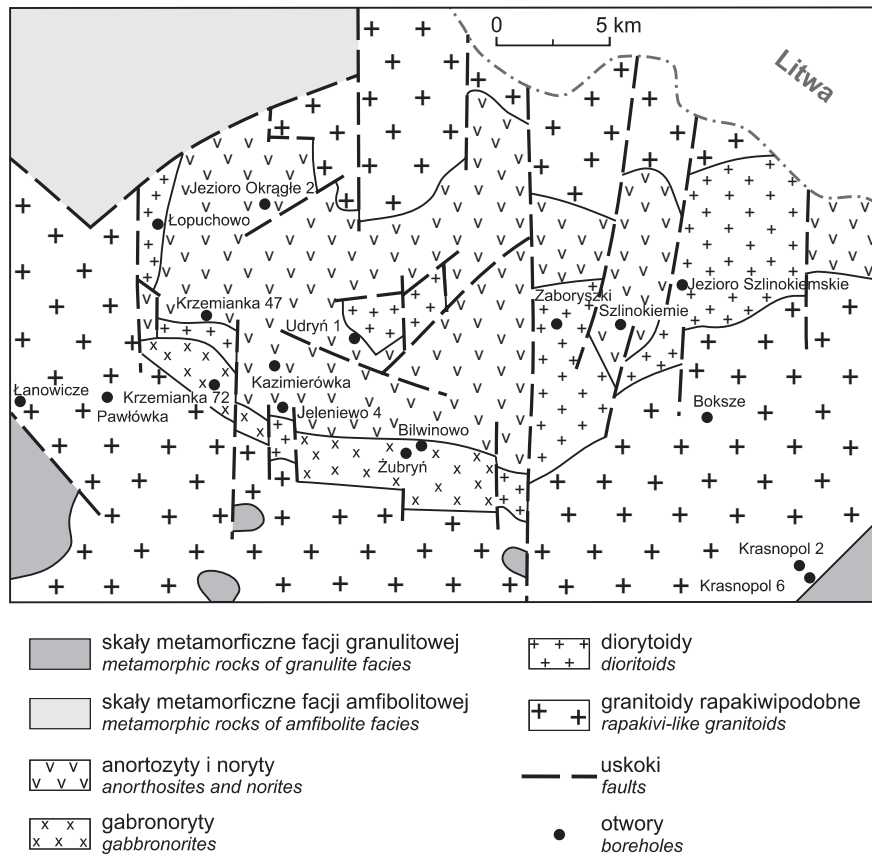 0 5 km
Litwa
Jezioro Okrągłe 2
Łopuchowo
Jezioro Szlinokiemskie
Krzemianka 47
Zaboryszki
Szlinokiemie
Udryń 1
Kazimierówka
Łanowicze
Krzemianka 72
Pawłówka
Jeleniewo 4
Boksze
Bilwinowo
Żubryń
Krasnopol 2
Krasnopol 6
skały metamorficzne facji granulitowej
metamorphic rocks of granulite facies
skały metamorficzne facji amfibolitowej
metamorphic rocks of amfibolite facies
anortozyty i noryty
anorthosites and norites
gabronoryty
gabbronorites
diorytoidy
dioritoids
granitoidy rapakiwipodobne
rapakivi-like granitoids
uskoki
faults
otwory
boreholes